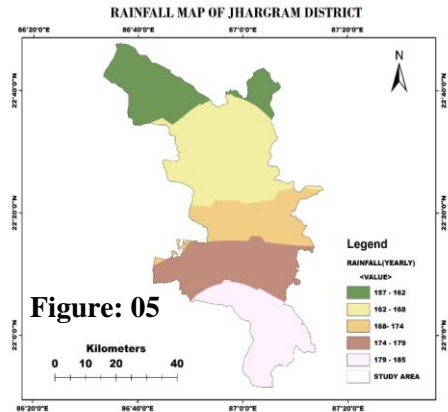 RAINFALL MAP OF JHARGRAM DISTRICT
86°20'0"E 86°40'0"E 87°0'0"E 87°20'0"E
N
22°40'0"N 22°40'0"N
22°20'0"N 22°20'0"N
22°0'0"N 22°0'0"N
Legend
RAINFALL(YEARLY)
<VALUE>
157 - 162
162 - 168
168- 174
174 - 179
179 - 185
STUDY AREA
Figure: 05
Kilometers
0 5 10 20 30 40
86°20'0"E 86°40'0"E 87°0'0"E 87°20'0"E